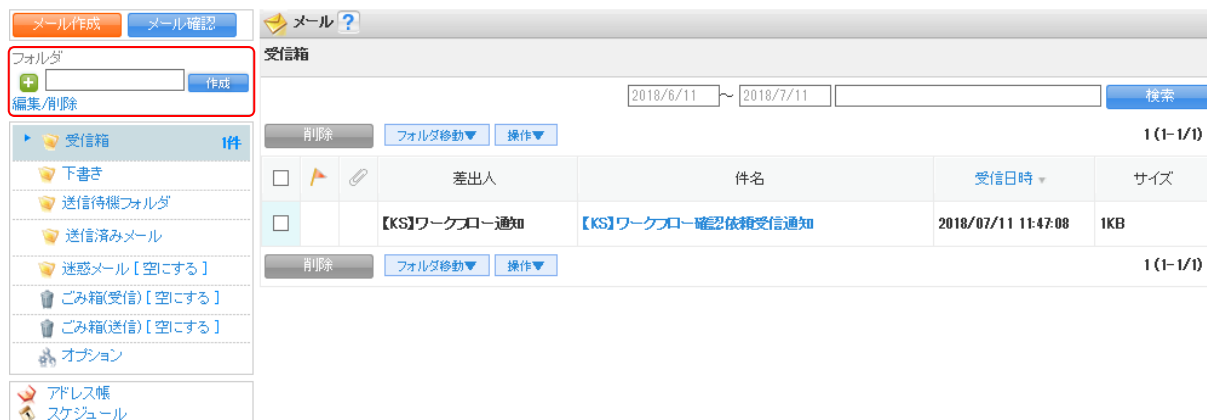 メール作成 メール確認
フォルダ
作成
編集/削除
受信箱 1件
下書き
送信待機フォルダ
送信済みメール
迷惑メール [ 空にする ]
ごみ箱(受信) [ 空にする ]
ごみ箱(送信) [ 空にする ]
オプション
アドレス帳
スケジュール
メール ?
受信箱
2018/6/11 ~ 2018/7/11 検索
削除 フォルダ移動▼ 操作▼ 1 (1-1/1)
差出人 件名 受信日時 ▼ サイズ
【KS】ワークフロー通知 【KS】ワークフロー確認依頼受信通知 2018/07/11 11:47:08 1KB
削除 フォルダ移動▼ 操作▼ 1 (1-1/1)